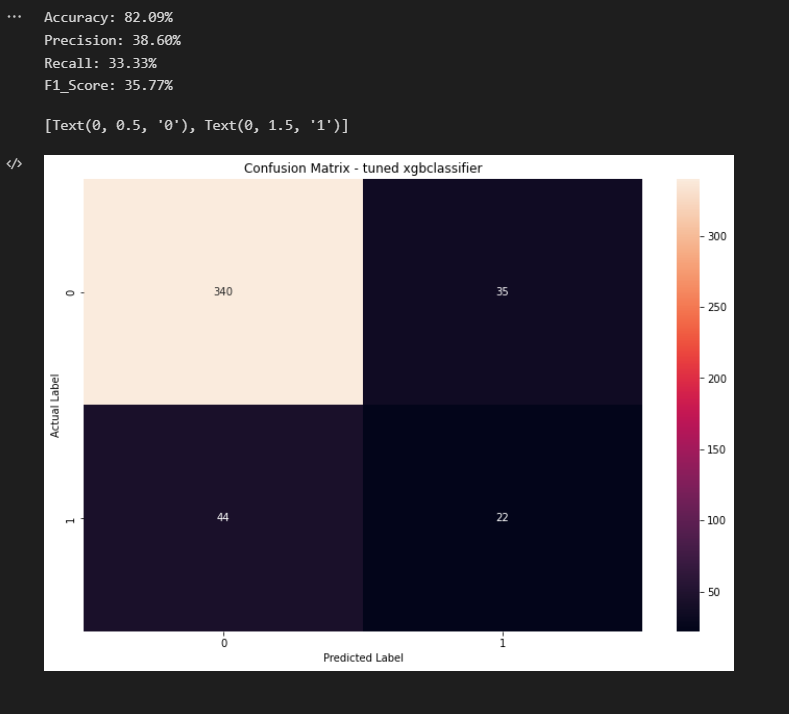 ...
Accuracy: 82.09%
Precision: 38.60%
Recall: 33.33%
F1_Score: 35.77%
[Text(0, 0.5, '0'), Text(0, 1.5, '1')]
</>
Confusion Matrix - tuned xgbclassifier
340
35
44
22
0
1
Actual Label
0
1
Predicted Label
300
250
200
150
100
50